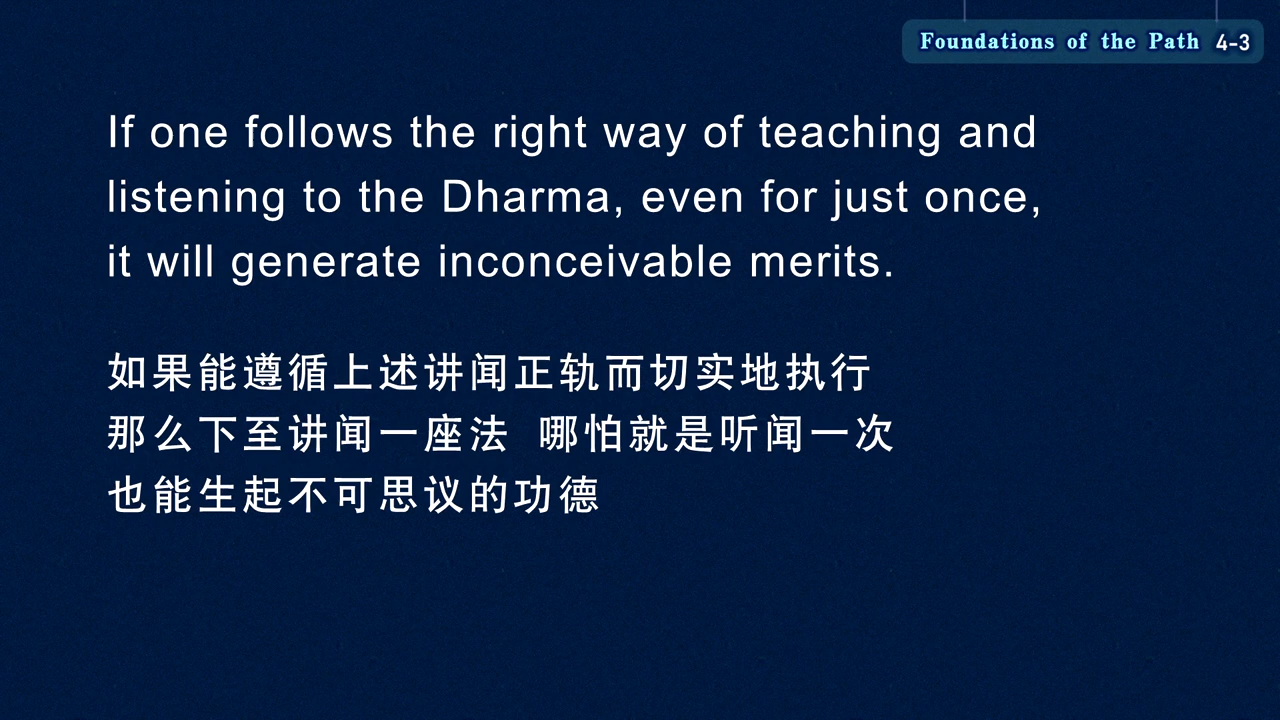 Foundations of the Path 4-3
If one follows the right way of teaching and
listening to the Dharma, even for just once,
it will generate inconceivable merits.
如果能遵循上述讲闻正轨而切实地执行
那么下至讲闻一座法 哪怕就是听闻一次
也能生起不可思议的功德